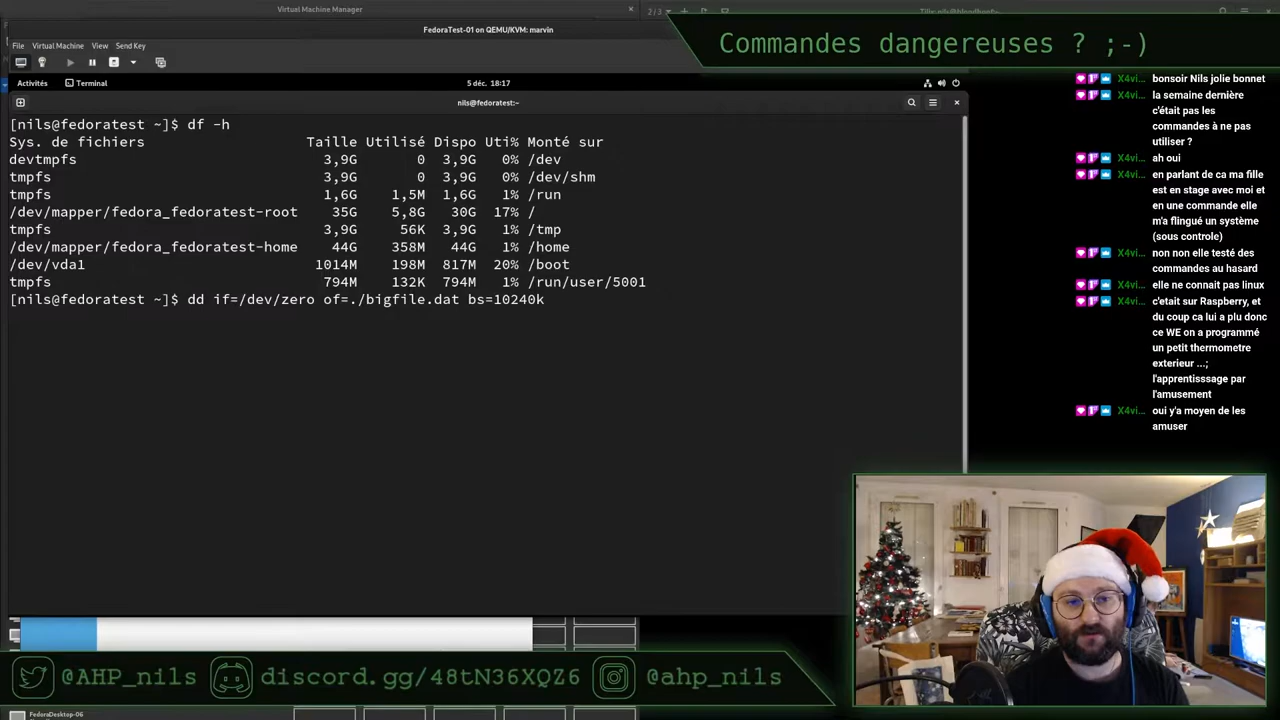 Virtual Machine Manager
2/3
FedoraTest-01 on QEMU/KVM: marvin
Commandes dangereuses ? ;-)
File Virtual Machine View Send Key
Activités Terminal 5 déc. 18:17
nils@fedoratest:~
[nils@fedoratest ~]$ df -h
Sys. de fichiers Taille Utilisé Dispo Uti% Monté sur
devtmpfs 3,9G 0 3,9G 0% /dev
tmpfs 3,9G 0 3,9G 0% /dev/shm
tmpfs 1,6G 1,5M 1,6G 1% /run
/dev/mapper/fedora_fedoratest-root 35G 5,8G 30G 17% /
tmpfs 3,9G 56K 3,9G 1% /tmp
/dev/mapper/fedora_fedoratest-home 44G 358M 44G 1% /home
/dev/vda1 1014M 198M 817M 20% /boot
tmpfs 794M 132K 794M 1% /run/user/5001
[nils@fedoratest ~]$ dd if=/dev/zero of=./bigfile.dat bs=10240k
X4vi... bonsoir Nils jolie bonnet
X4vi... la semaine dernière
c'était pas les
commandes à ne pas
utiliser ?
X4vi... ah oui
X4vi... en parlant de ca ma fille
est en stage avec moi et
en une commande elle
m'a flingué un système
(sous controle)
X4vi... non non elle testé des
commandes au hasard
X4vi... elle ne connait pas linux
X4vi... c'etait sur Raspberry, et
du coup ca lui a plu donc
ce WE on a programmé
un petit thermometre
exterieur ...;
l'apprentisssage par
l'amusement
X4vi... oui y'a moyen de les
amuser
@AHP_nils discord.gg/48tN36XQZ6 @ahp_nils
FedoraDesktop-06